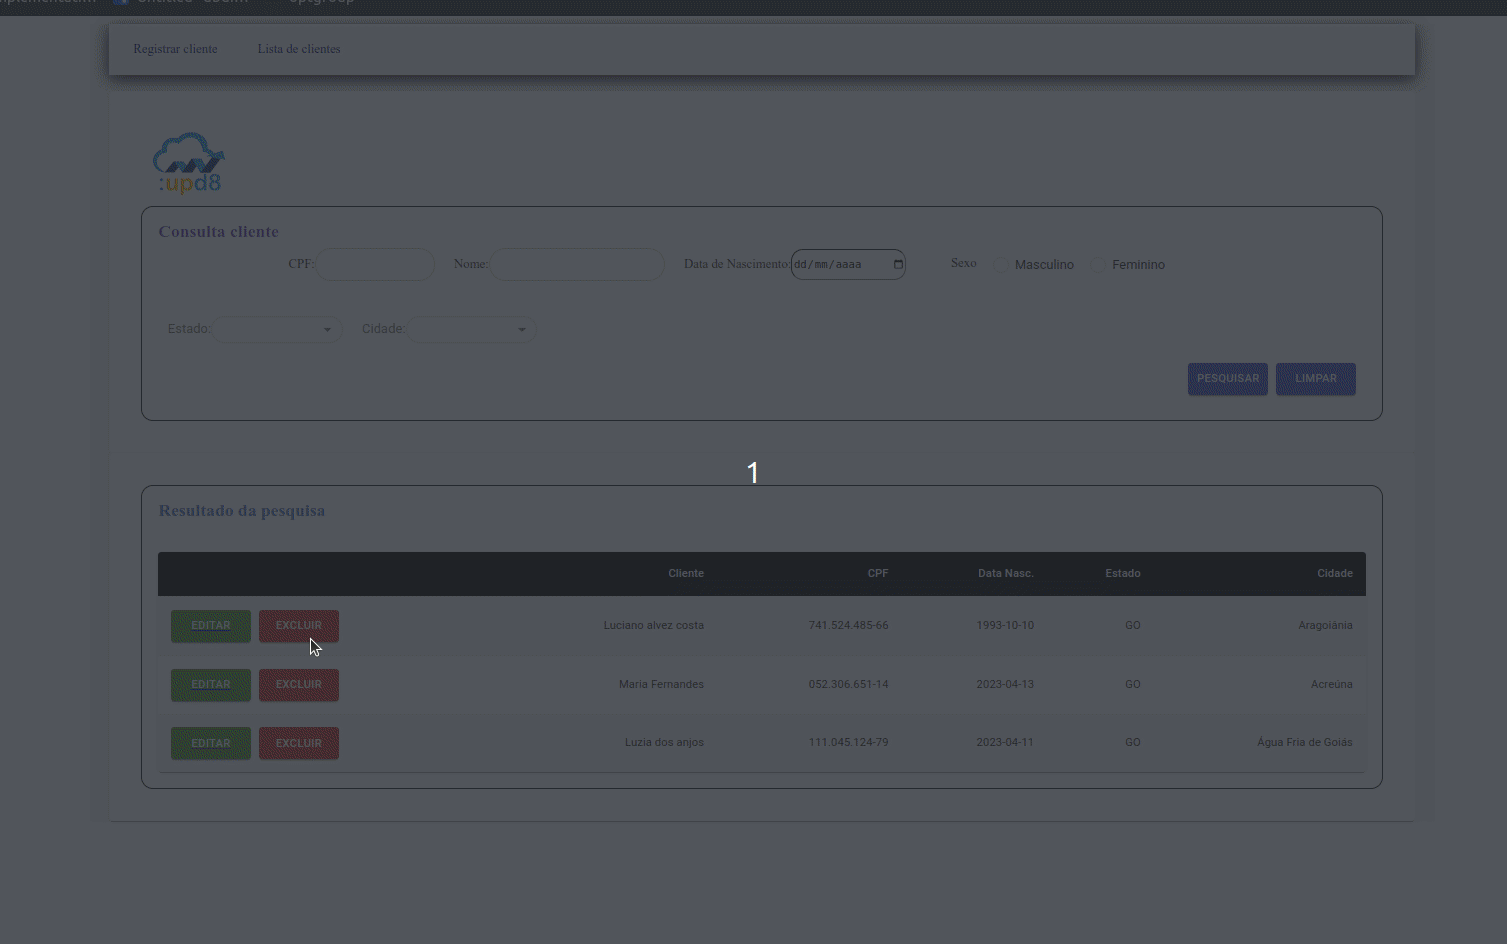 Registrar cliente Lista de clientes
:upd8
Consulta cliente
CPF: Nome: Data de Nascimento: dd/mm/aaaa Sexo Masculino Feminino
Estado: Cidade:
PESQUISAR LIMPAR
1
Resultado da pesquisa
Cliente CPF Data Nasc. Estado Cidade
EDITAR EXCLUIR Luciano alvez costa 741.524.485-66 1993-10-10 GO Aragoiânia
EDITAR EXCLUIR Maria Fernandes 052.306.651-14 2023-04-13 GO Acreúna
EDITAR EXCLUIR Luzia dos anjos 111.045.124-79 2023-04-11 GO Água Fria de Goiás